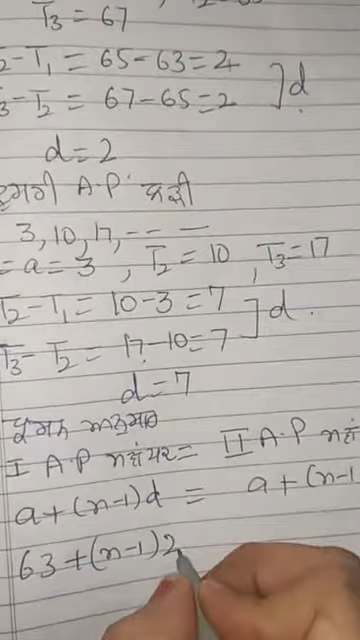 T₃ = 67
T₂ - T₁ = 65 - 63 = 2
T₃ - T₂ = 67 - 65 = 2 ] d
d = 2
A.P
3, 10, 17, - - —
= a = 3 , T₂ = 10 , T₃ = 17
T₂ - T₁ = 10 - 3 = 7
T₃ - T₂ = 17 - 10 = 7 ] d .
d = 7
I A.P = II A.P
a + (n-1) d = a + (n-1
63 + (n-1) 2